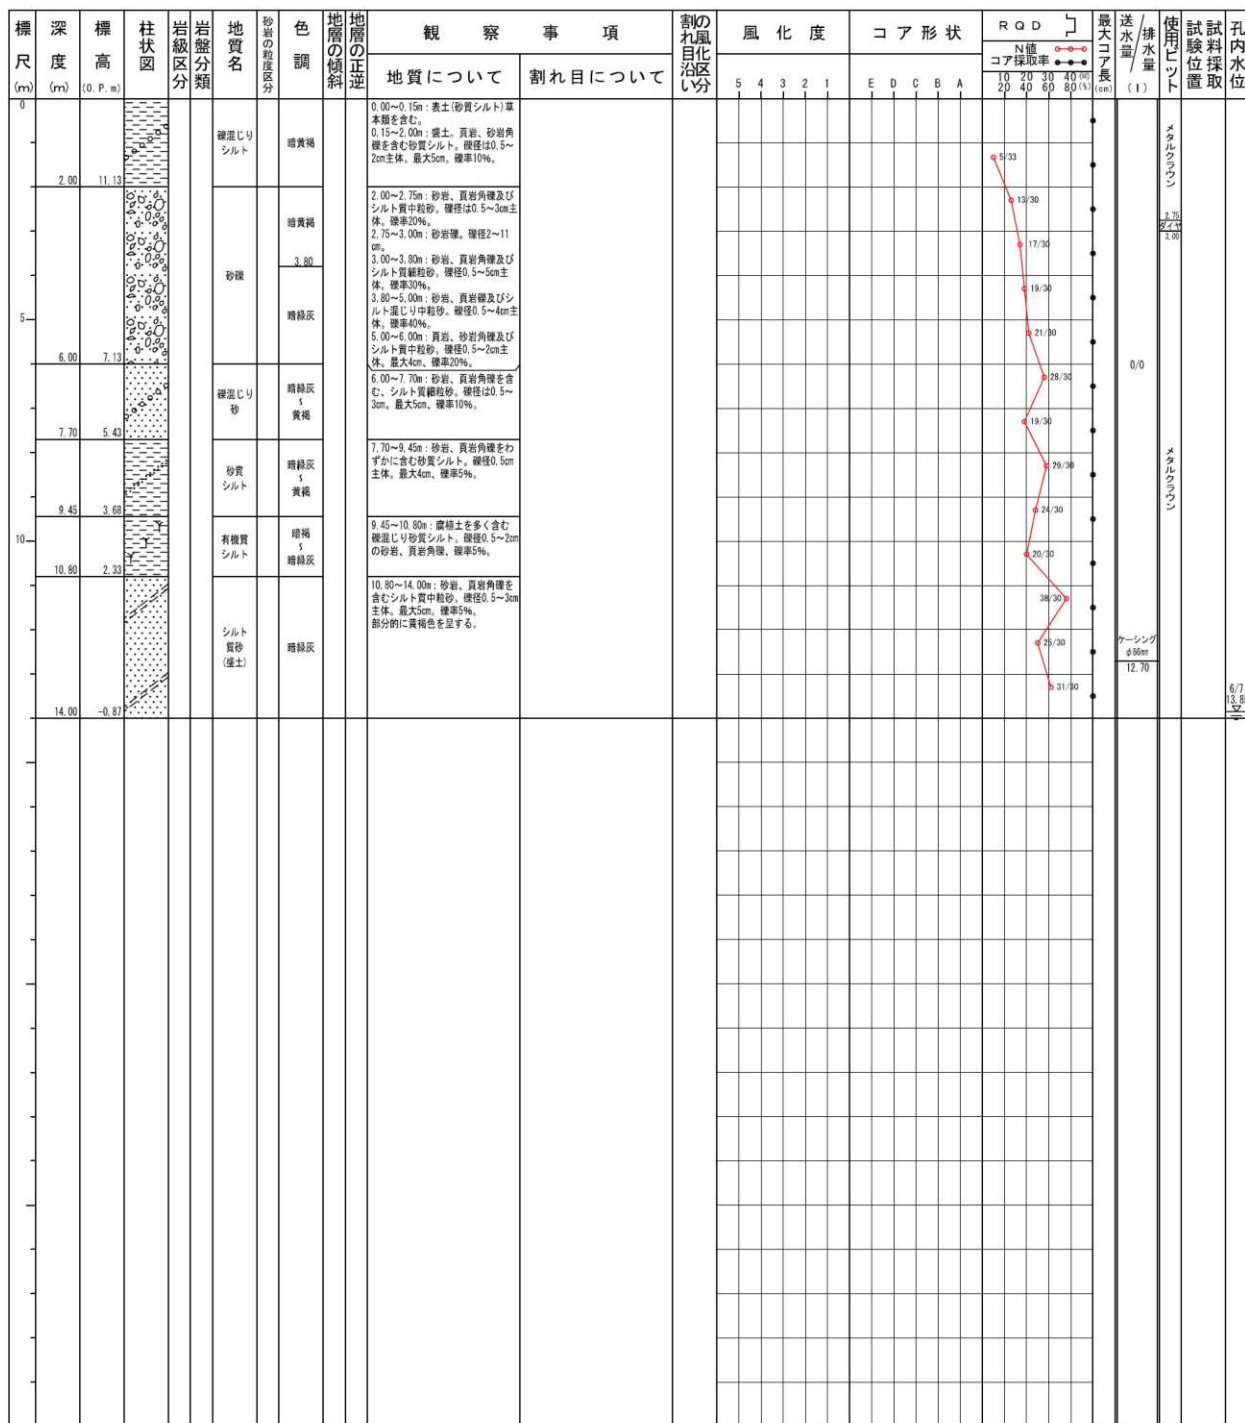 標尺(m)
深度(m)
標高(O.P.m)
柱状図
岩級区分
岩盤分類
地質名
砂岩の粒度区分
色調
地層の傾斜
地層の正逆
観察事項
地質について
割れ目について
割れ目沿いの風化区分
風化度
5 4 3 2 1
コア形状
E D C B A
RQD
N値
コア採取率
10 20 30 40 (回)
20 40 60 80 (%)
最大コア長(cm)
送水量/排水量
(l)
使用ビット
試験位置
試料採取
孔内水位
0
5
10
2.00 11.13
礫混じり
シルト
暗黄褐
0.00~0.15m:表土(砂質シルト)草
本類を含む。
0.15~2.00m:盛土。頁岩、砂岩角
礫を含む砂質シルト。礫径は0.5~
2cm主体。最大5cm。礫率10%。
6.00 7.13
砂礫
暗黄褐
3.80
暗緑灰
2.00~2.75m:砂岩、頁岩角礫及び
シルト質中粒砂。礫径は0.5~3cm主
体。礫率20%。
2.75~3.00m:砂岩礫。礫径2~11
cm。
3.00~3.80m:砂岩、頁岩角礫及び
シルト質細粒砂。礫径0.5~5cm主
体。礫率30%。
3.80~5.00m:砂岩、頁岩礫及びシ
ルト混じり中粒砂。礫径0.5~4cm主
体。礫率40%。
5.00~6.00m:頁岩、砂岩角礫及び
シルト質中粒砂。礫径0.5~2cm主
体。最大4cm、礫率20%。
7.70 5.43
礫混じり
砂
暗緑灰
~
黄褐
6.00~7.70m:砂岩、頁岩角礫を含
む、シルト質細粒砂。礫径は0.5~
3cm。最大5cm、礫率10%。
9.45 3.68
砂質
シルト
暗緑灰
~
黄褐
7.70~9.45m:砂岩、頁岩角礫をわ
ずかに含む砂質シルト。礫径0.5cm
主体。最大4cm、礫率5%。
10.80 2.33
有機質
シルト
暗褐
~
暗緑灰
9.45~10.80m:腐植土を多く含む
礫混じり砂質シルト。礫径0.5~2cm
の砂岩、頁岩角礫、礫率5%。
14.00 -0.87
シルト
質砂
(盛土)
暗緑灰
10.80~14.00m:砂岩、頁岩角礫を
含むシルト質中粒砂。礫径0.5~3cm
主体。最大5cm。礫率5%。
部分的に黄褐色を呈する。
5/33
13/30
17/30
19/30
21/30
28/30
19/30
29/30
24/30
20/30
38/30
25/30
31/30
0/0
ケーシング
φ86mm
12.70
メタルクラウン
2.75
ダイヤ
3.00
メタルクラウン
6/7